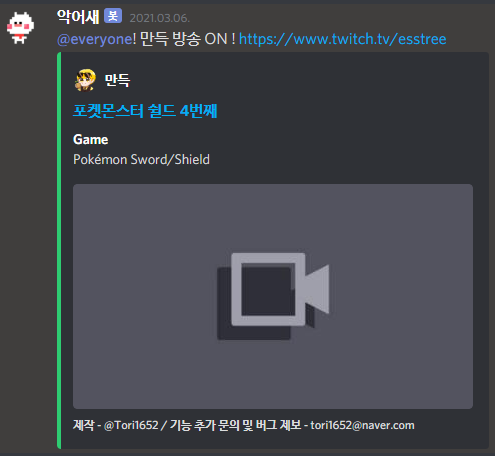 악어새 봇 2021.03.06.
@everyone! 만득 방송 ON ! https://www.twitch.tv/esstree
만득
포켓몬스터 쉴드 4번째
Game
Pokémon Sword/Shield
제작 - @Tori1652 / 기능 추가 문의 및 버그 제보 - tori1652@naver.com